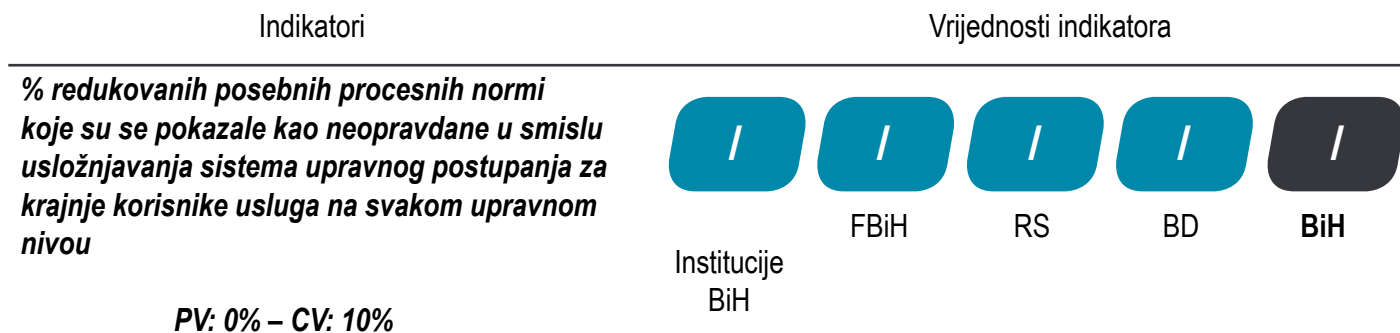 Indikatori
Vrijednosti indikatora
% redukovanih posebnih procesnih normi
koje su se pokazale kao neopravdane u smislu
usložnjavanja sistema upravnog postupanja za
krajnje korisnike usluga na svakom upravnom
nivou
PV: 0% – CV: 10%
/
/
/
/
/
Institucije
BiH
FBiH
RS
BD
BiH